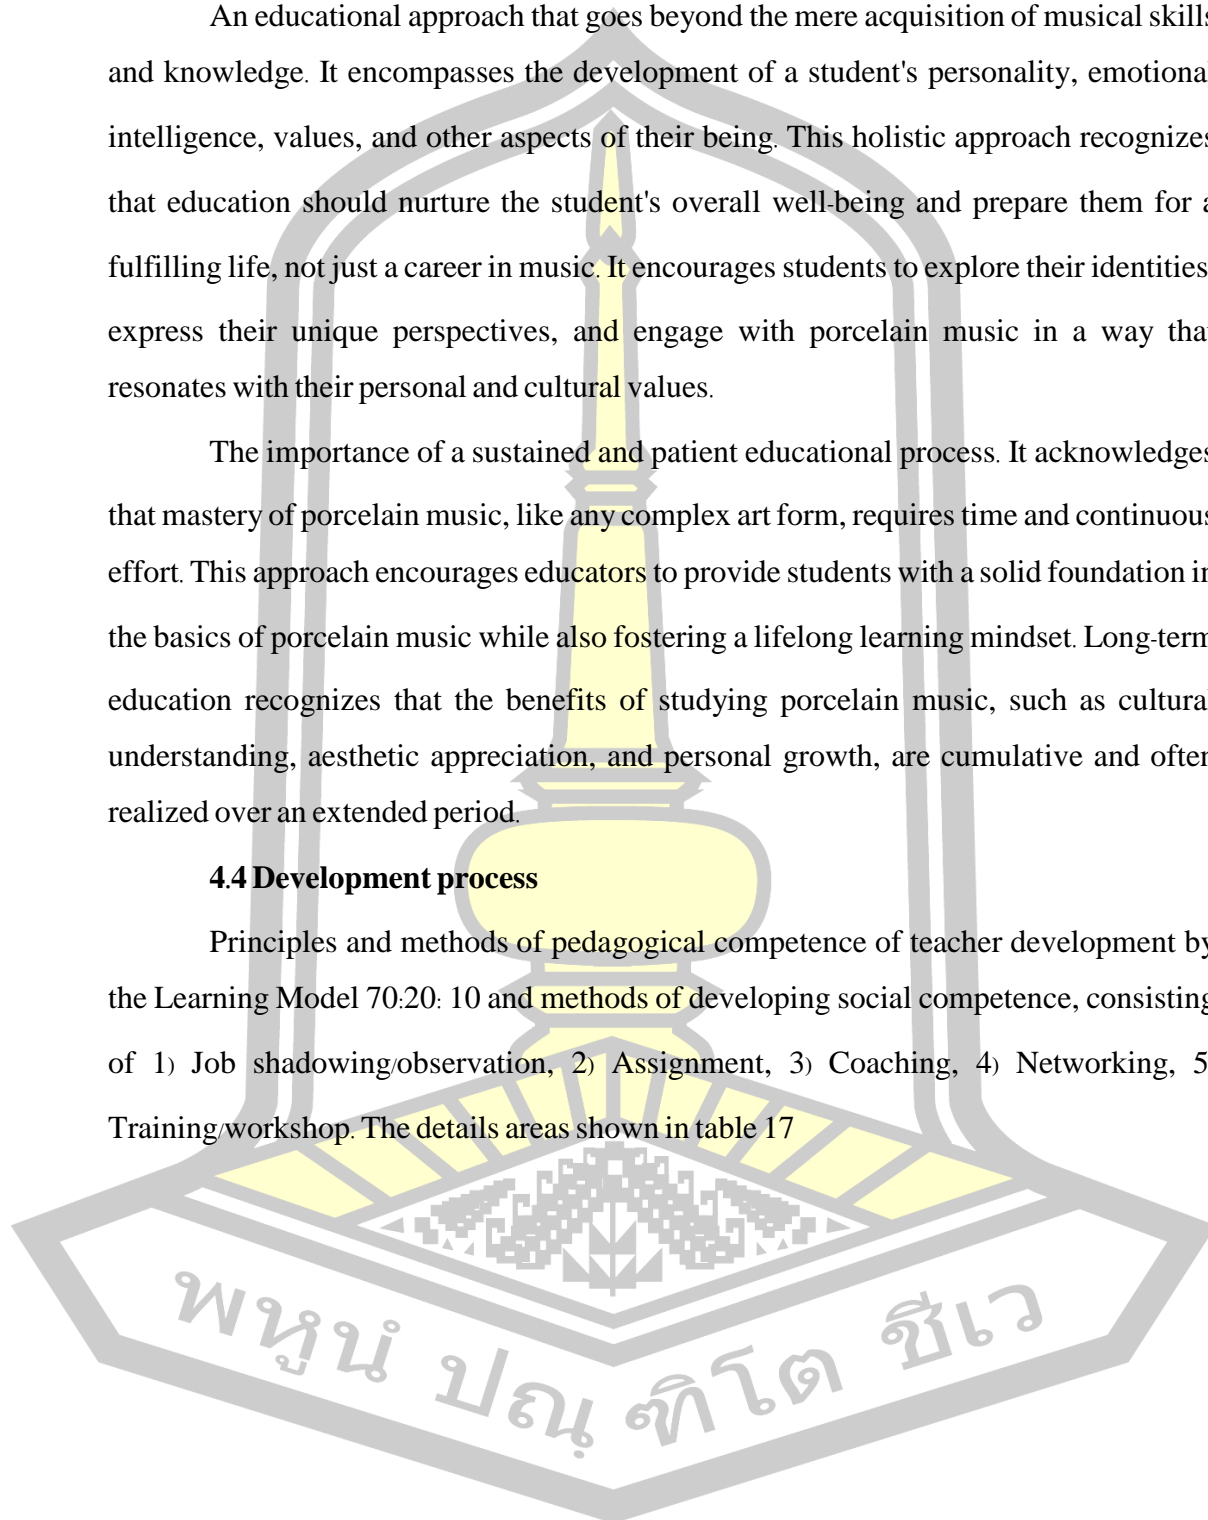 An educational approach that goes beyond the mere acquisition of musical skills
and knowledge. It encompasses the development of a student's personality, emotional
intelligence, values, and other aspects of their being. This holistic approach recognizes
that education should nurture the student's overall well-being and prepare them for a
fulfilling life, not just a career in music. It encourages students to explore their identities
express their unique perspectives, and engage with porcelain music in a way that
resonates with their personal and cultural values.
The importance of a sustained and patient educational process. It acknowledges
that mastery of porcelain music, like any complex art form, requires time and continuous
effort. This approach encourages educators to provide students with a solid foundation in
the basics of porcelain music while also fostering a lifelong learning mindset. Long-term
education recognizes that the benefits of studying porcelain music, such as cultural
understanding, aesthetic appreciation, and personal growth, are cumulative and often
realized over an extended period.
4.4 Development process
Principles and methods of pedagogical competence of teacher development by
the Learning Model 70:20: 10 and methods of developing social competence, consisting
of 1) Job shadowing/observation, 2) Assignment, 3) Coaching, 4) Networking, 5
Training/workshop. The details areas shown in table 17
พหูนํ ปณฺฑิโต ชีเว